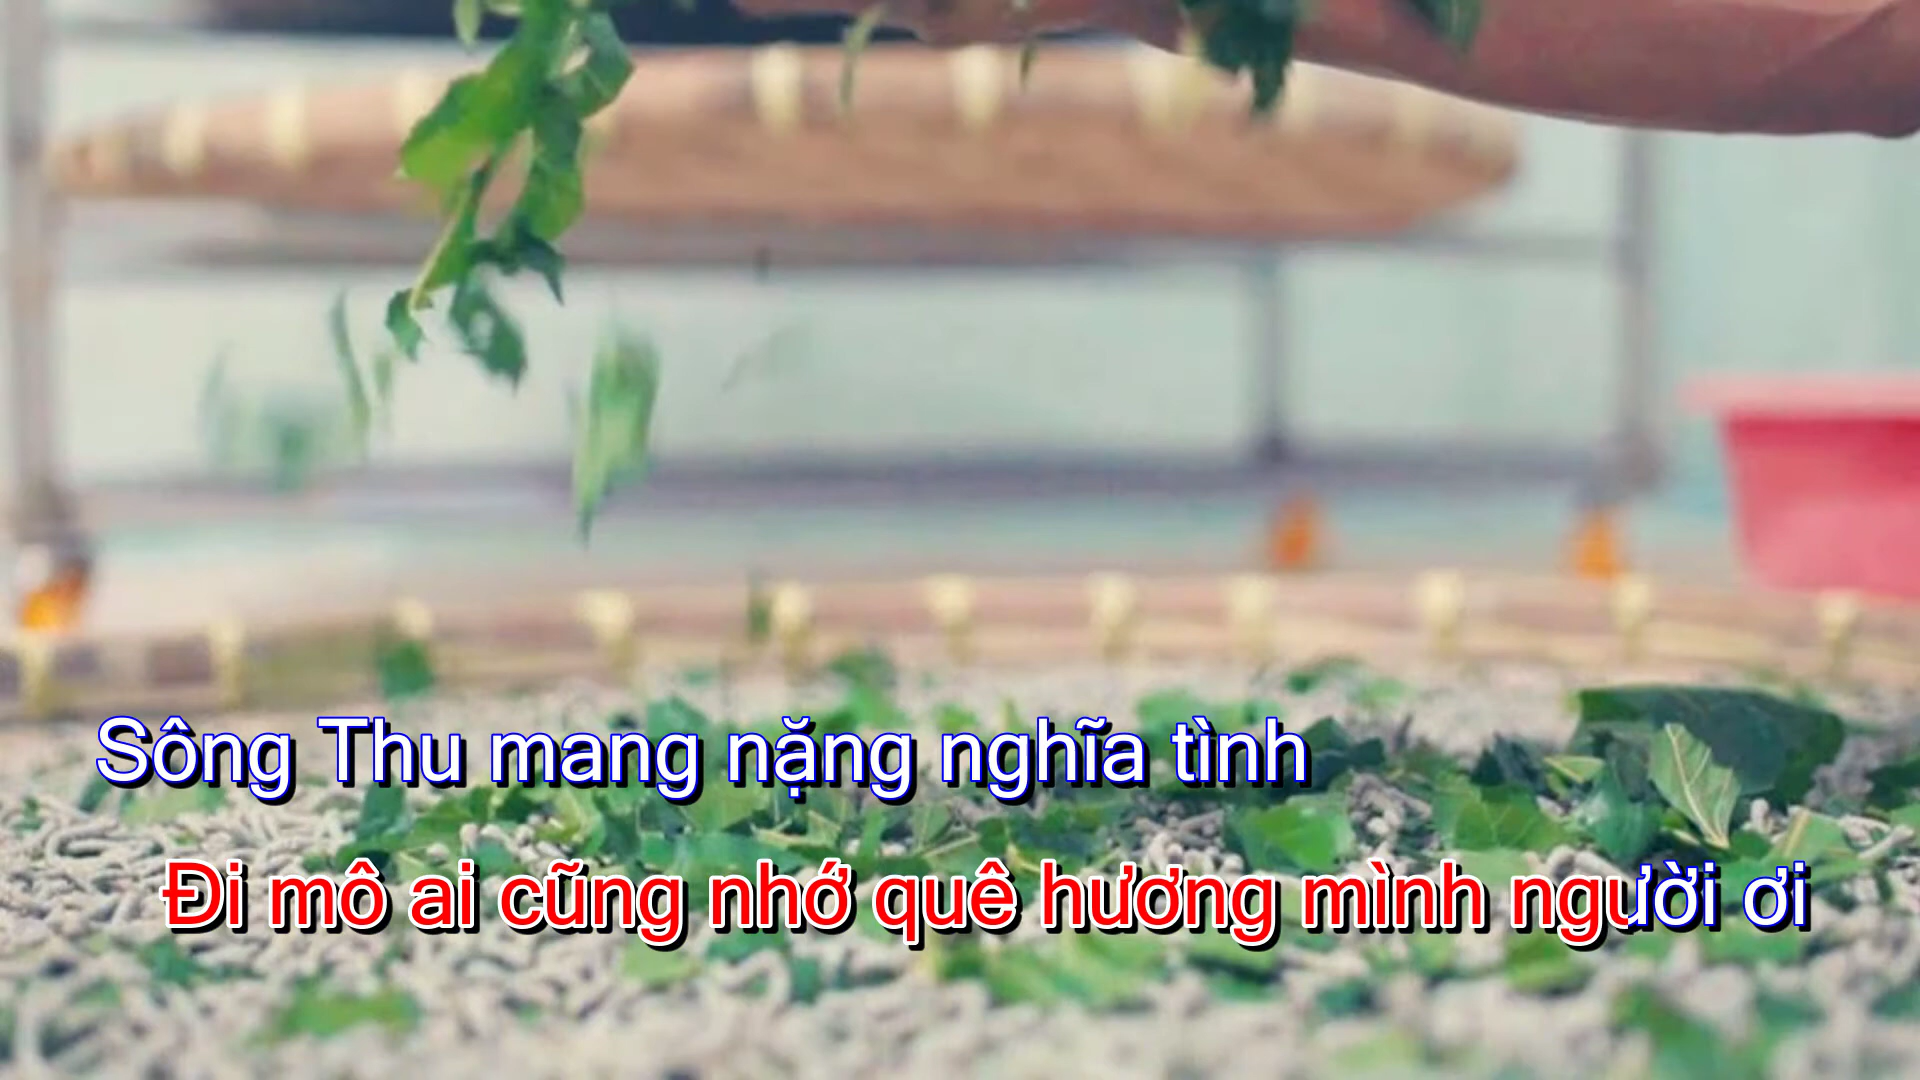 Sông Thu mang nặng nghĩa tình
Đi mô ai cũng nhớ quê hương mình người ơi